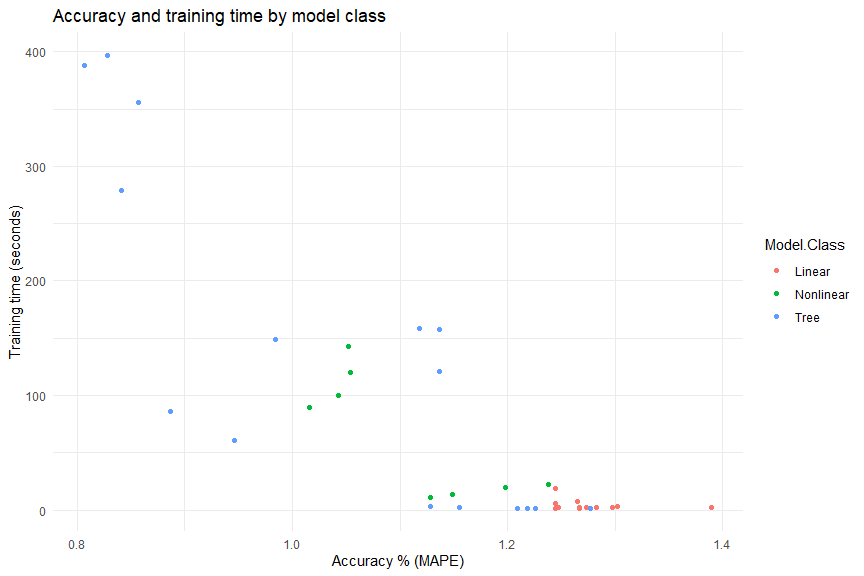 Accuracy and training time by model class
400
300
200
100
0
Training time (seconds)
0.8
1.0
1.2
1.4
Accuracy % (MAPE)
Model.Class
Linear
Nonlinear
Tree